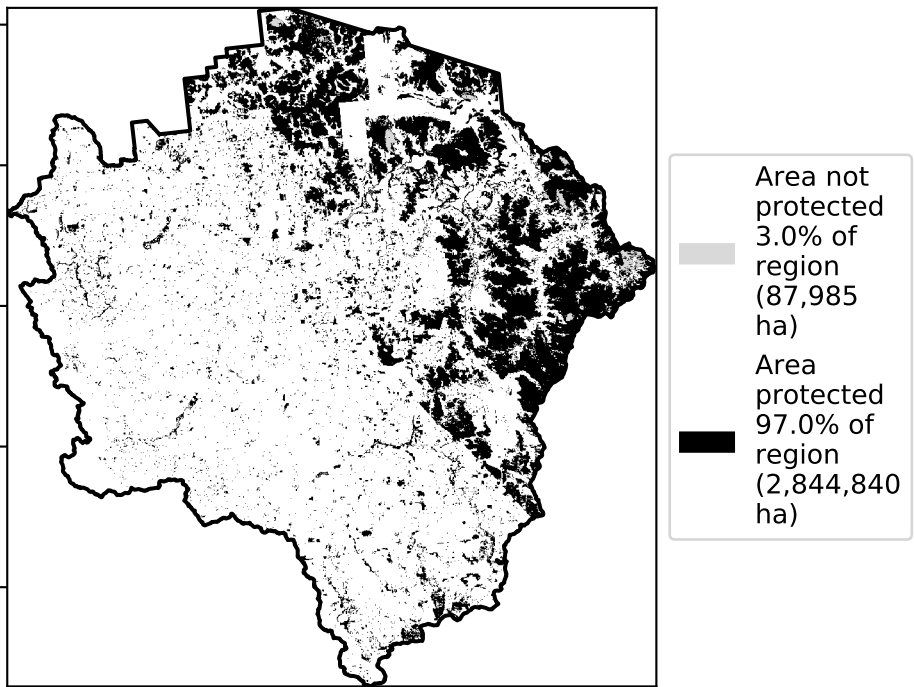 Area not
protected
3.0% of
region
(87,985
ha)
Area
protected
97.0% of
region
(2,844,840
ha)